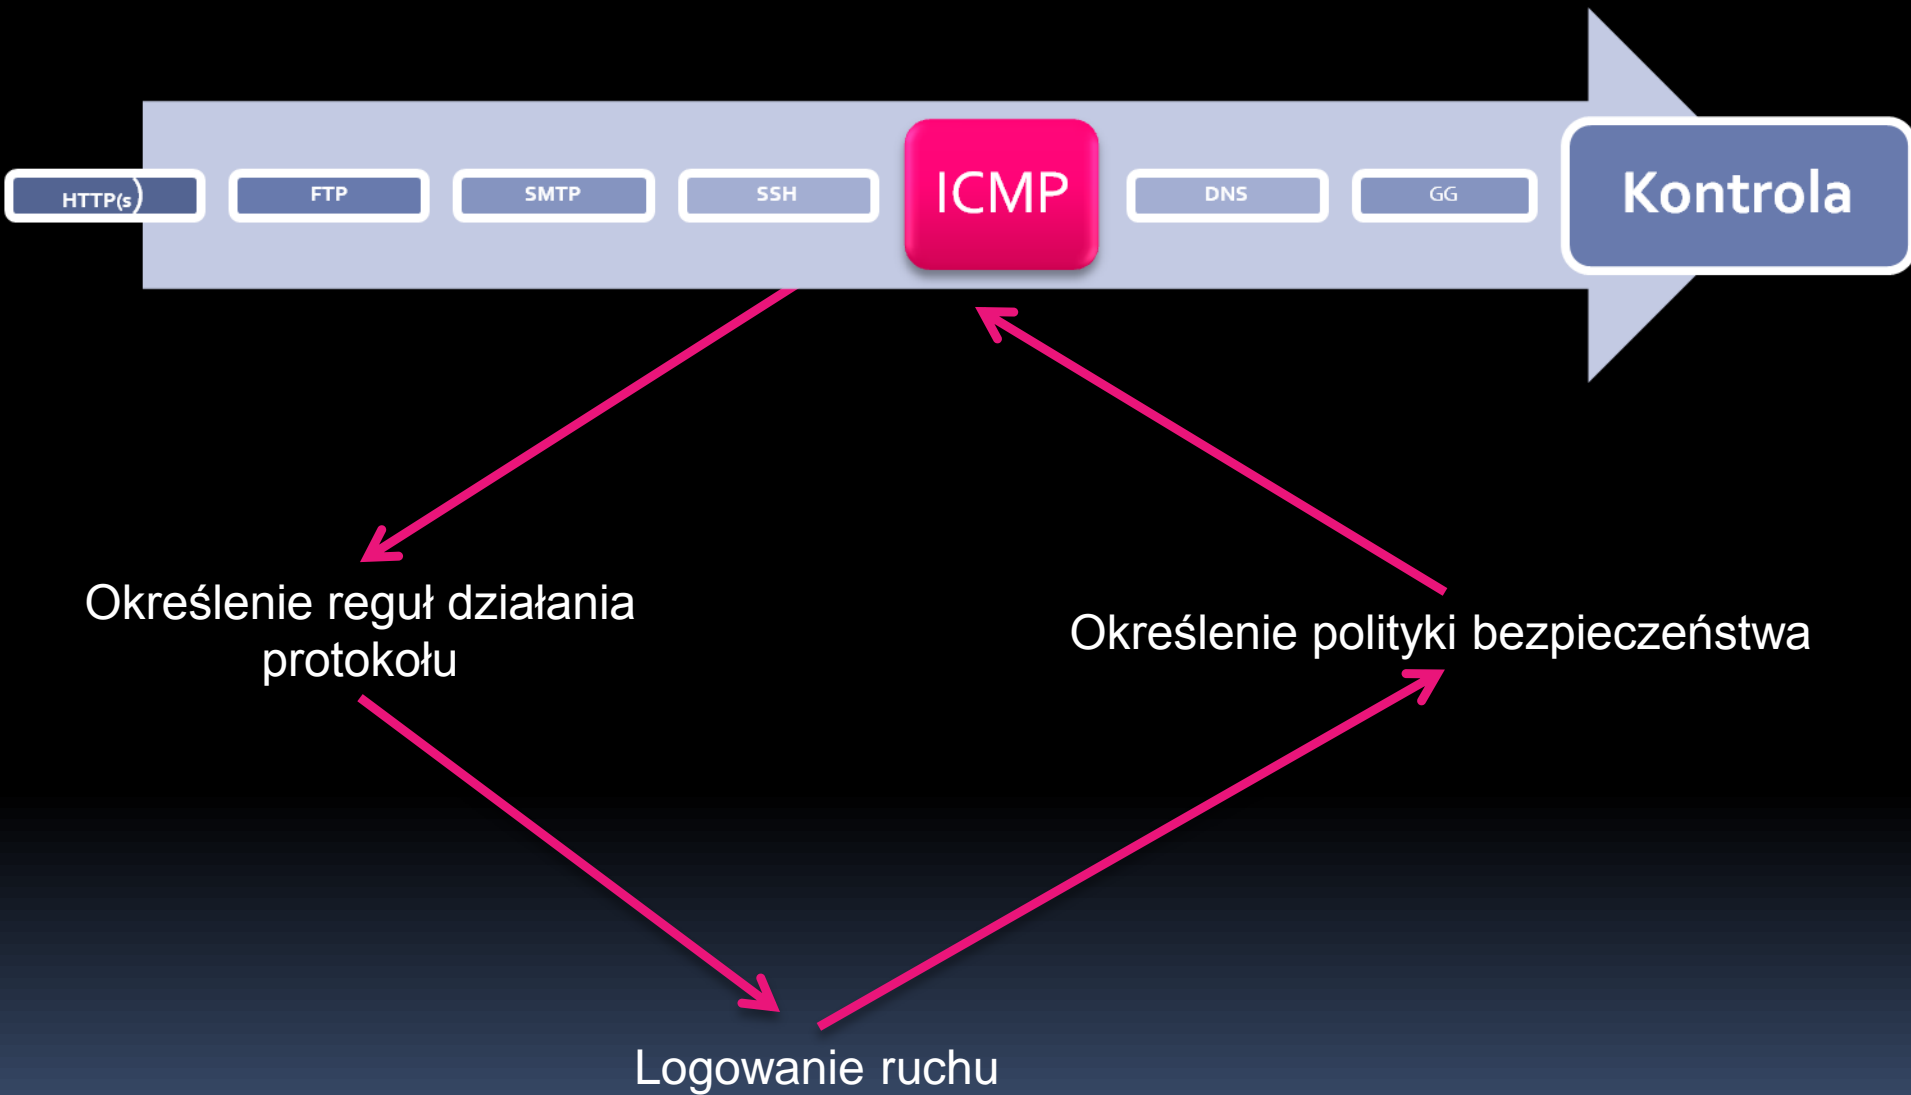 HTTP(s)
FTP
SMTP
SSH
ICMP
DNS
GG
Kontrola
Określenie reguł działania
protokołu
Określenie polityki bezpieczeństwa
Logowanie ruchu